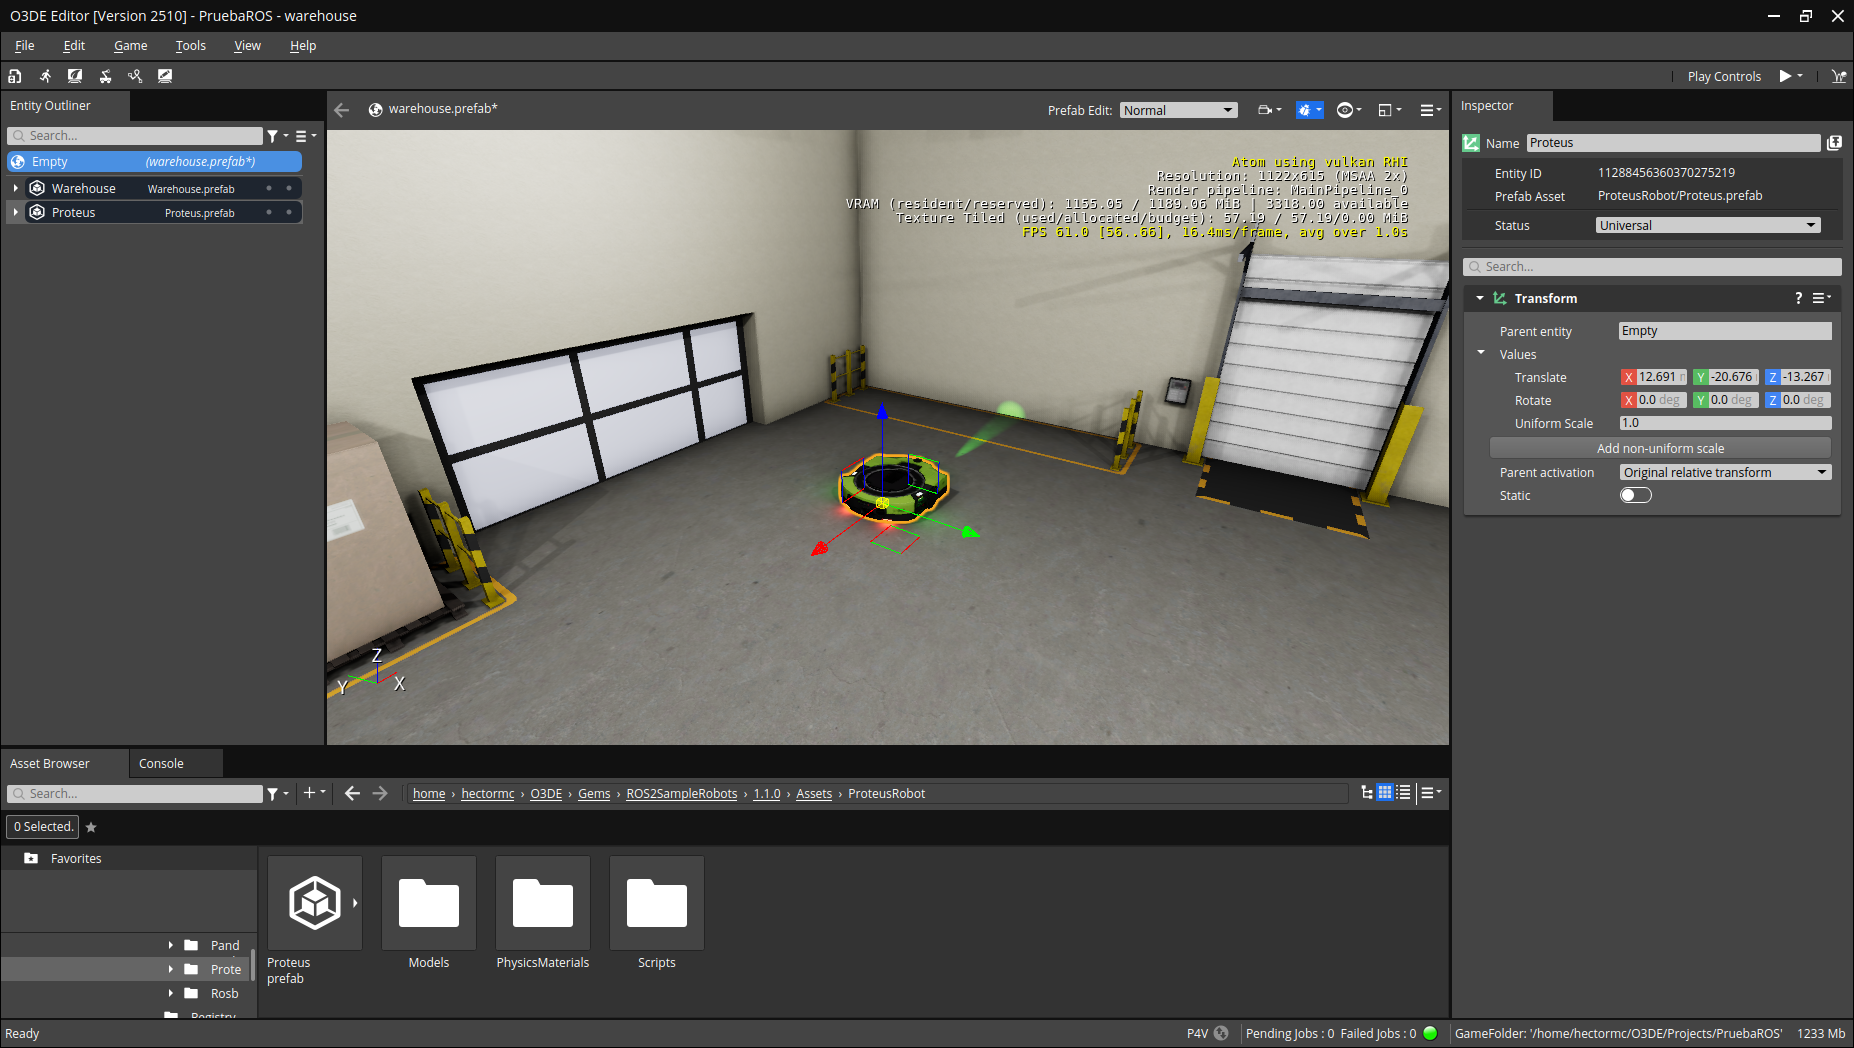 O3DE Editor [Version 2510] - PruebaROS - warehouse
File Edit Game Tools View Help
Play Controls
Entity Outliner
Search...
Empty (warehouse.prefab*)
Warehouse Warehouse.prefab
Proteus Proteus.prefab
warehouse.prefab*
Prefab Edit: Normal
Atom using vulkan RHI
Resolution: 1122x615 (MSAA 2x)
Render pipeline: MainPipeline_0
VRAM (resident/reserved): 1155.05 / 1189.06 MiB | 3318.00 available
Texture Tiled (used/allocated/budget): 57.19 / 57.19/0.00 MiB
FPS 61.0 [56..66], 16.4ms/frame, avg over 1.0s
Z
Y
X
Inspector
Name Proteus
Entity ID 11288456360370275219
Prefab Asset ProteusRobot/Proteus.prefab
Status Universal
Search...
Transform ?
Parent entity Empty
Values
Translate X 12.691 Y -20.676 Z -13.267
Rotate X 0.0 deg Y 0.0 deg Z 0.0 deg
Uniform Scale 1.0
Add non-uniform scale
Parent activation Original relative transform
Static
Asset Browser Console
Search...
home › hectormc › O3DE › Gems › ROS2SampleRobots › 1.1.0 › Assets › ProteusRobot
0 Selected.
Favorites
Pand
Prote
Rosb
Registry
Proteus
prefab
Models
PhysicsMaterials
Scripts
Ready
P4V
Pending Jobs : 0 Failed Jobs : 0
GameFolder: '/home/hectormc/O3DE/Projects/PruebaROS'
1233 Mb